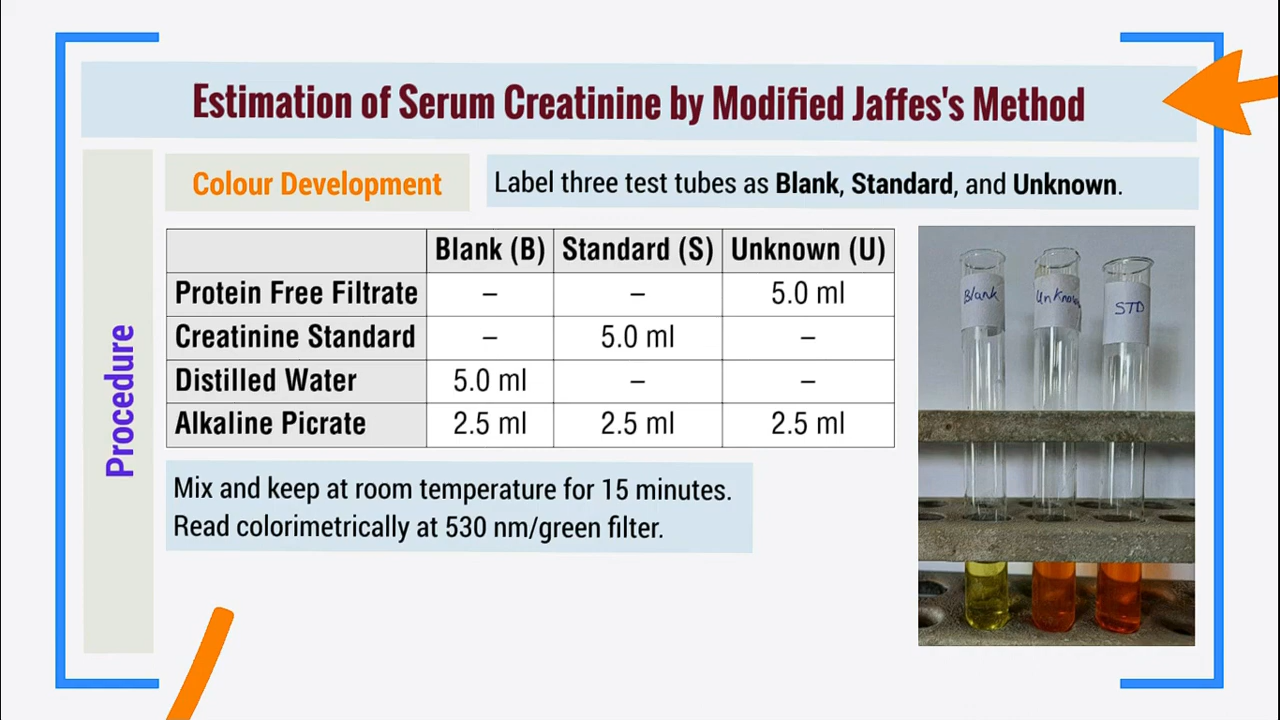 Estimation of Serum Creatinine by Modified Jaffes's Method
Procedure
Colour Development
Label three test tubes as Blank, Standard, and Unknown.
Blank (B) Standard (S) Unknown (U)
Protein Free Filtrate – – 5.0 ml
Creatinine Standard – 5.0 ml –
Distilled Water 5.0 ml – –
Alkaline Picrate 2.5 ml 2.5 ml 2.5 ml
Mix and keep at room temperature for 15 minutes.
Read colorimetrically at 530 nm/green filter.
Blank
Unknown
STD